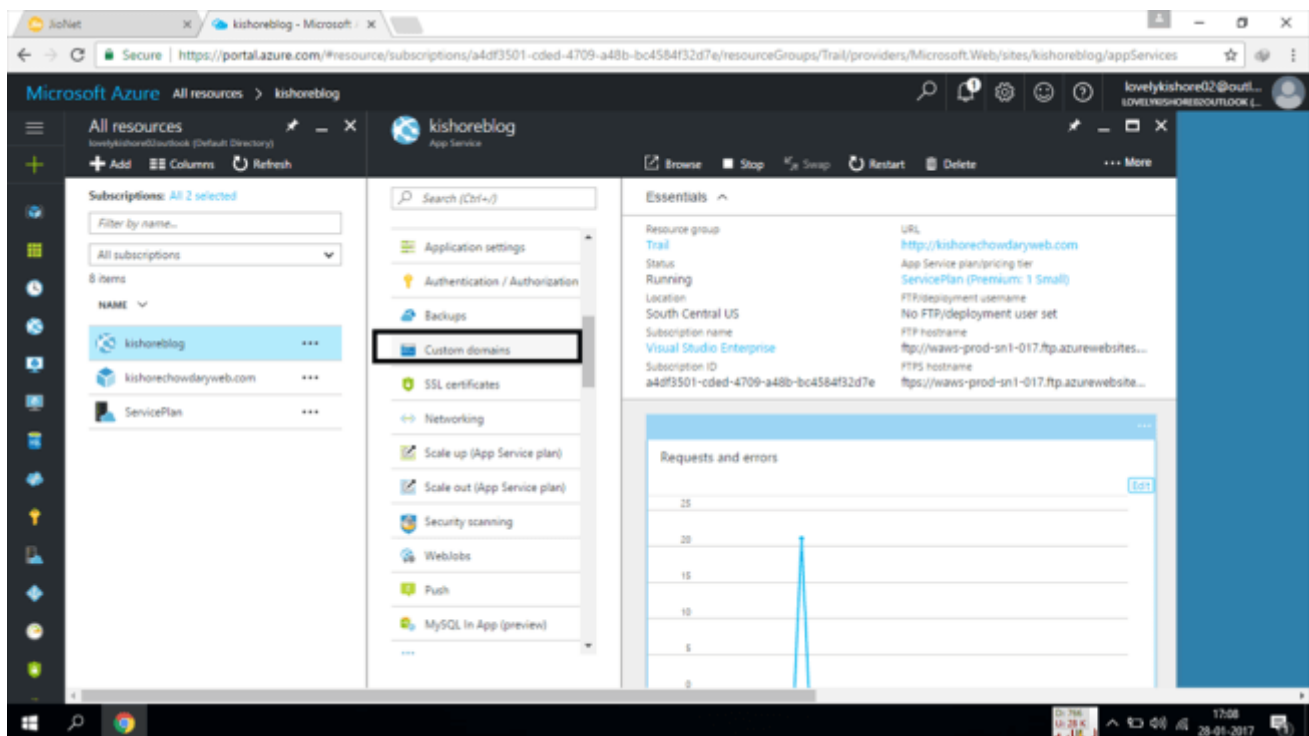 JioNet
kishoreblog - Microsoft
Secure | https://portal.azure.com/#resource/subscriptions/a4df3501-cded-4709-a48b-bc4584f32d7e/resourceGroups/Trail/providers/Microsoft.Web/sites/kishoreblog/appServices
Microsoft Azure All resources > kishoreblog
1
lovelykishore02@outl...
All resources
lovelykishore02outlook (Default Directory)
Add Columns Refresh
kishoreblog
App Service
Browse Stop Swap Restart Delete ... More
Subscriptions: All 2 selected
Filter by name...
All subscriptions
8 items
NAME
kishoreblog ...
kishorechowdaryweb.com ...
ServicePlan ...
Search (Ctrl+/)
Application settings
Authentication / Authorization
Backups
Custom domains
SSL certificates
Networking
Scale up (App Service plan)
Scale out (App Service plan)
Security scanning
WebJobs
Push
MySQL In App (preview)
Essentials
Resource group
Trail
Status
Running
Location
South Central US
Subscription name
Visual Studio Enterprise
Subscription ID
a4df3501-cded-4709-a48b-bc4584f32d7e
URL
http://kishorechowdaryweb.com
App Service plan/pricing tier
ServicePlan (Premium: 1 Small)
FTP/deployment username
No FTP/deployment user set
FTP hostname
ftp://waws-prod-sn1-017.ftp.azurewebsites...
FTPS hostname
ftps://waws-prod-sn1-017.ftp.azurewebsite...
Requests and errors
Edit
25
20
15
10
5
0
17:08
28-01-2017